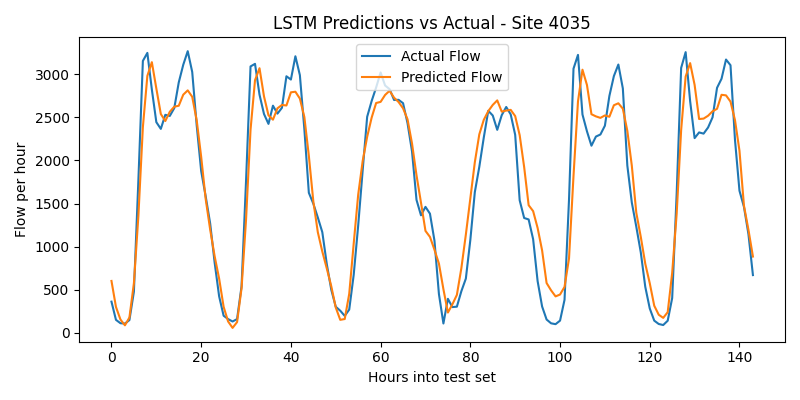 LSTM Predictions vs Actual - Site 4035
Actual Flow
Predicted Flow
Flow per hour
3000
2500
2000
1500
1000
500
0
0 20 40 60 80 100 120 140
Hours into test set